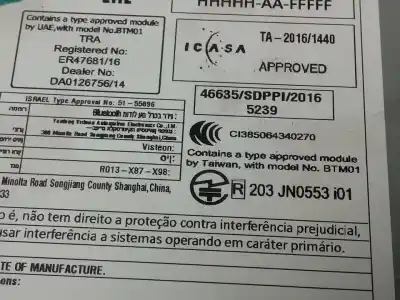 HHHHH-AA-FFFFF
Contains a type approved module
by UAE, with model No.BTM01
TRA
Registered No:
ER47681/16
Dealer No:
DA0126756/14
ICASA
TA-2016/1440
APPROVED
46635/SDPPI/2016
5239
ISRAEL Type Approval No: 51-55896
Bluetooth
Visteon:
R013-X87-X98:
CCC
CI385064340270
Contains a type approved module
by Taiwan, with model No. BTM01
R 203 JN0553 i01
Minolta Road Songjiang County Shanghai,China,
33
o é, não tem direito a proteção contra interferência prejudicial,
usar interferência a sistemas operando em caráter primário.
TE OF MANUFACTURE.
ons: